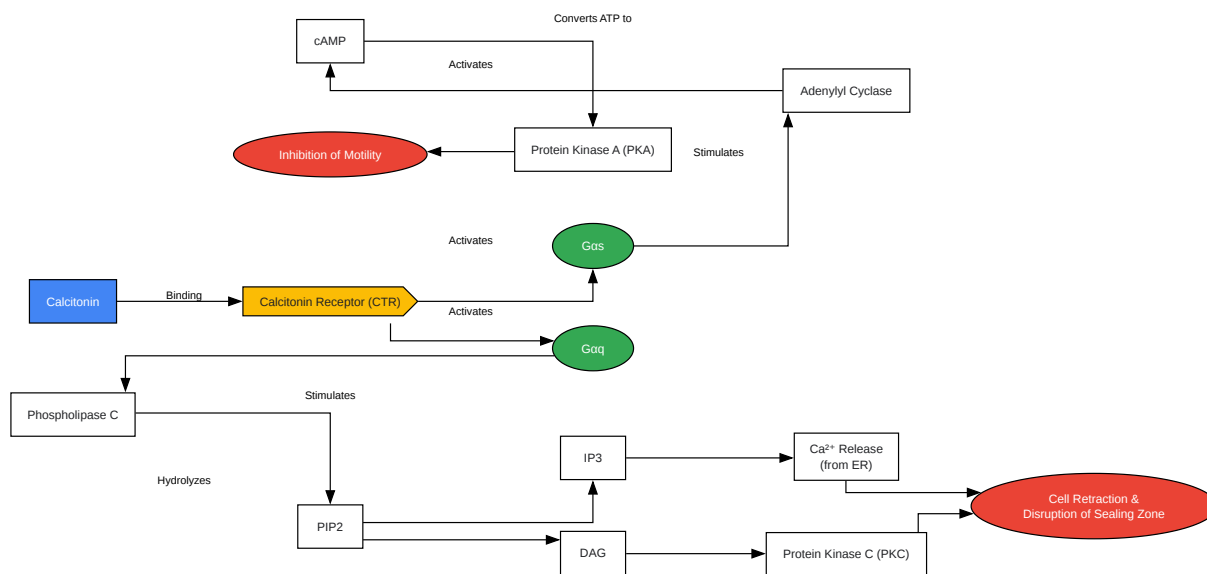 Converts ATP to
cAMP
Activates
Adenylyl Cyclase
Inhibition of Motility
Protein Kinase A (PKA)
Stimulates
Activates
Gαs
Calcitonin
Binding
Calcitonin Receptor (CTR)
Activates
Gαq
Phospholipase C
Stimulates
Hydrolyzes
IP3
Ca²⁺ Release
(from ER)
Cell Retraction &
Disruption of Sealing Zone
PIP2
DAG
Protein Kinase C (PKC)